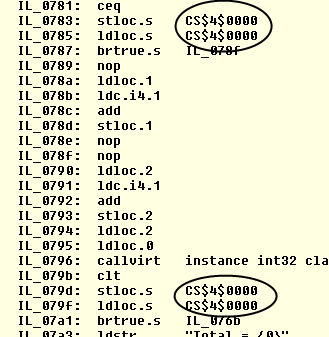 IL_0781: ceq
IL_0783: stloc.s CS$4$0000
IL_0785: ldloc.s CS$4$0000
IL_0787: brtrue.s IL_078f
IL_0789: nop
IL_078a: ldloc.1
IL_078b: ldc.i4.1
IL_078c: add
IL_078d: stloc.1
IL_078e: nop
IL_078f: nop
IL_0790: ldloc.2
IL_0791: ldc.i4.1
IL_0792: add
IL_0793: stloc.2
IL_0794: ldloc.2
IL_0795: ldloc.0
IL_0796: callvirt instance int32 cla
IL_079b: clt
IL_079d: stloc.s CS$4$0000
IL_079f: ldloc.s CS$4$0000
IL_07a1: brtrue.s IL_076b
IL_07a3: ldstr "Total = {0}"